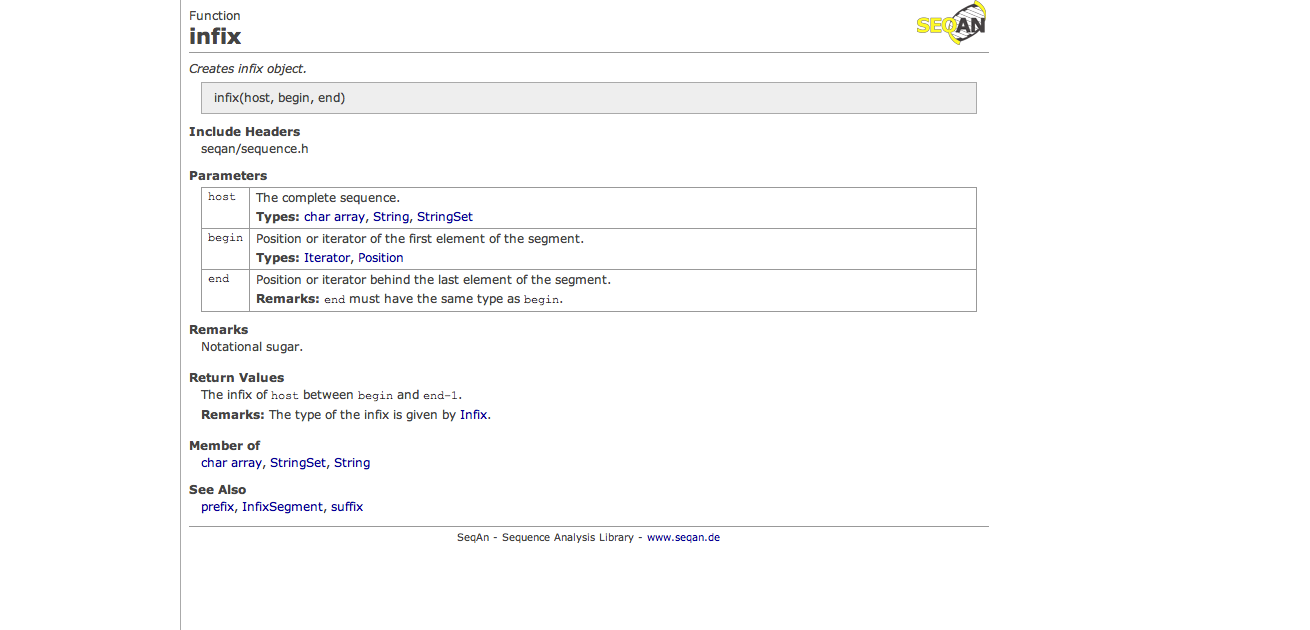 Function
infix
SEQAN
Creates infix object.
infix(host, begin, end)
Include Headers
seqan/sequence.h
Parameters
host The complete sequence.
Types: char array, String, StringSet
begin Position or iterator of the first element of the segment.
Types: Iterator, Position
end Position or iterator behind the last element of the segment.
Remarks: end must have the same type as begin.
Remarks
Notational sugar.
Return Values
The infix of host between begin and end-1.
Remarks: The type of the infix is given by Infix.
Member of
char array, StringSet, String
See Also
prefix, InfixSegment, suffix
SeqAn - Sequence Analysis Library - www.seqan.de